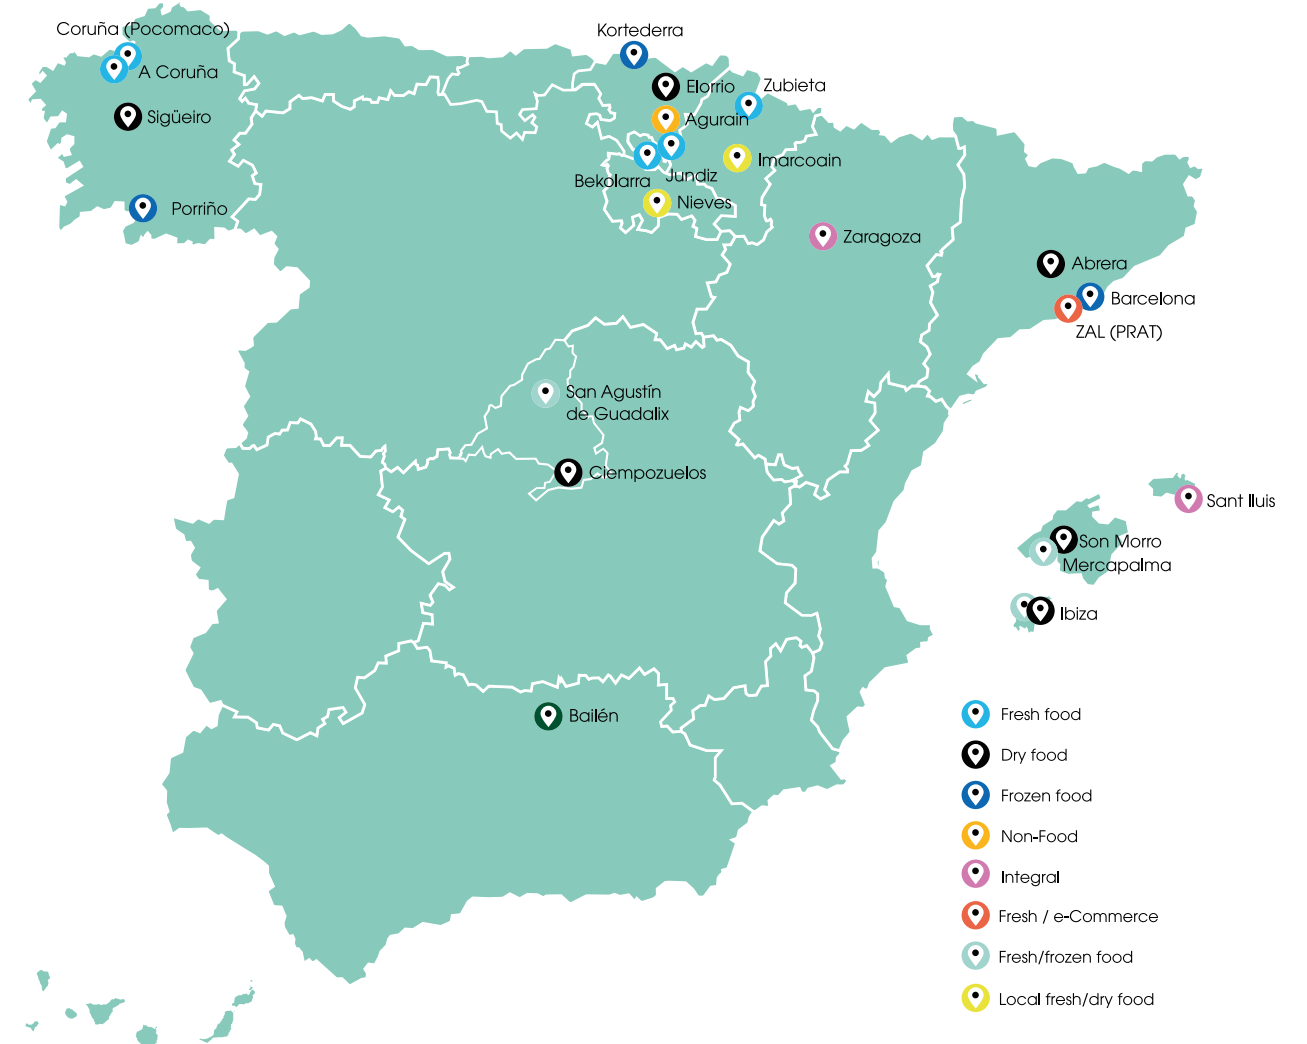 Coruña (Pocomaco)
A Coruña
Sigüeiro
Porriño
Kortederra
Elorrio
Zubieta
Agurain
Imarcoain
Bekolarra
Jundiz
Nieves
Zaragoza
Abrera
Barcelona
ZAL (PRAT)
San Agustín
de Guadalix
Ciempozuelos
Sant lluis
Son Morro
Mercapalma
Ibiza
Bailén
Fresh food
Dry food
Frozen food
Non-Food
Integral
Fresh / e-Commerce
Fresh/frozen food
Local fresh/dry food